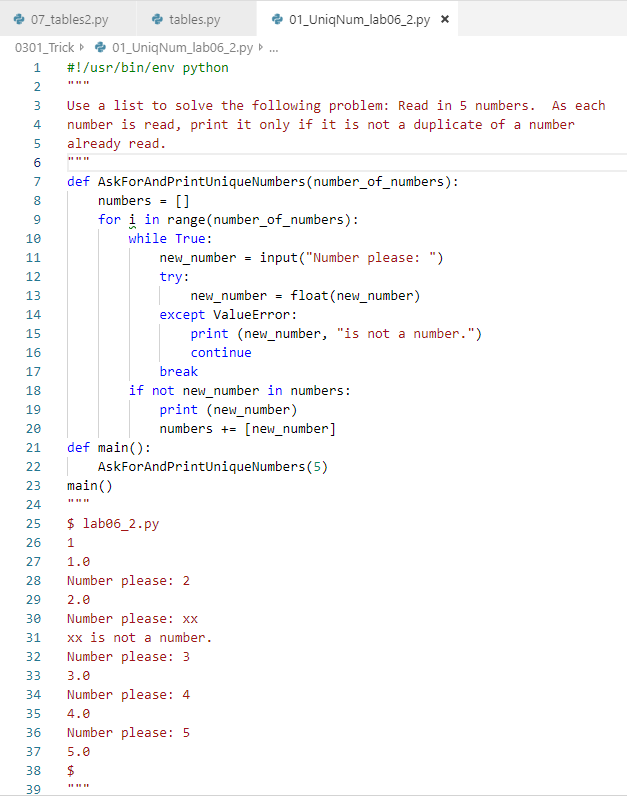 07_tables2.py tables.py 01_UniqNum_lab06_2.py ×
0301_Trick 01_UniqNum_lab06_2.py ...
1 #!/usr/bin/env python
2 """
3 Use a list to solve the following problem: Read in 5 numbers.  As each
4 number is read, print it only if it is not a duplicate of a number
5 already read.
6 """
7 def AskForAndPrintUniqueNumbers(number_of_numbers):
8     numbers = []
9     for i in range(number_of_numbers):
10         while True:
11             new_number = input("Number please: ")
12             try:
13                 new_number = float(new_number)
14             except ValueError:
15                 print (new_number, "is not a number.")
16                 continue
17             break
18         if not new_number in numbers:
19             print (new_number)
20             numbers += [new_number]
21 def main():
22     AskForAndPrintUniqueNumbers(5)
23 main()
24 """
25 $ lab06_2.py
26 1
27 1.0
28 Number please: 2
29 2.0
30 Number please: xx
31 xx is not a number.
32 Number please: 3
33 3.0
34 Number please: 4
35 4.0
36 Number please: 5
37 5.0
38 $
39 """